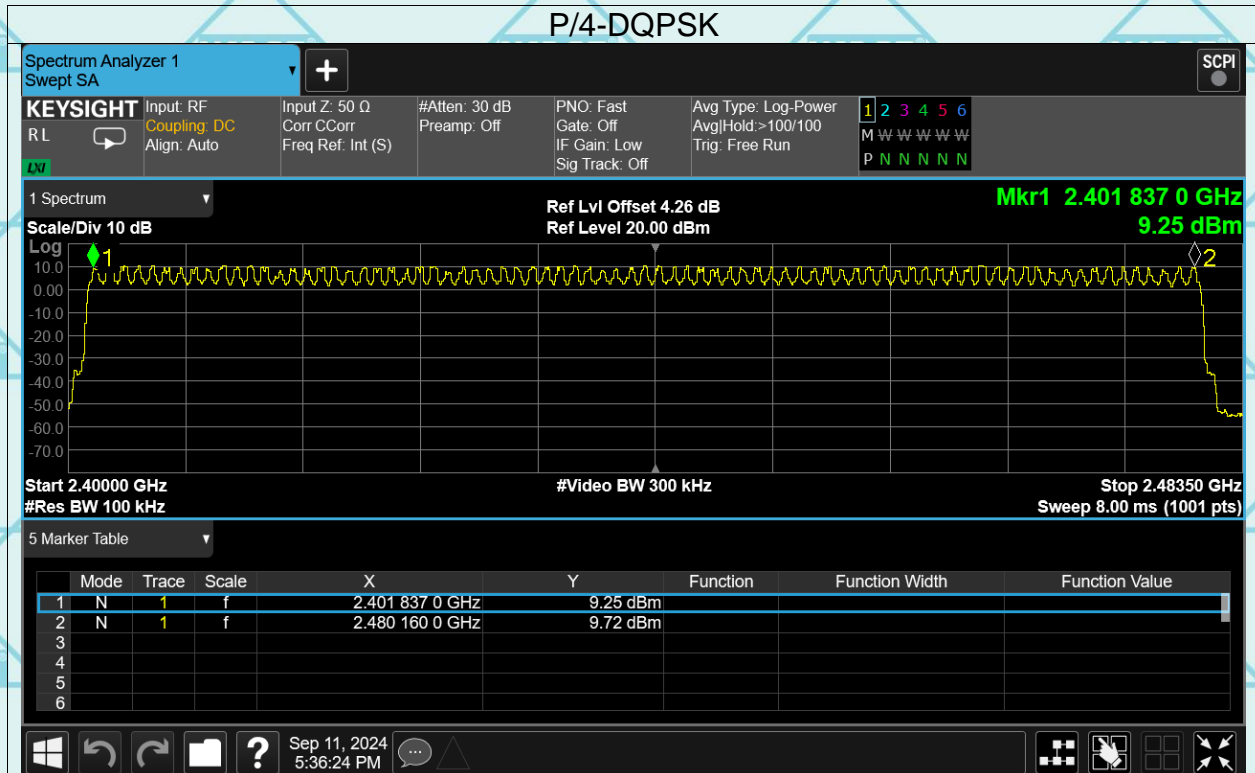 P/4-DQPSK
Spectrum Analyzer 1
Swept SA
+
SCPI
KEYSIGHT
R L
LXI
Input: RF
Coupling: DC
Align: Auto
Input Z: 50 Ω
Corr CCorr
Freq Ref: Int (S)
#Atten: 30 dB
Preamp: Off
PNO: Fast
Gate: Off
IF Gain: Low
Sig Track: Off
Avg Type: Log-Power
Avg|Hold:>100/100
Trig: Free Run
1 2 3 4 5 6
M W W W W W
P N N N N N
1 Spectrum
Scale/Div 10 dB
Ref Lvl Offset 4.26 dB
Ref Level 20.00 dBm
Mkr1 2.401 837 0 GHz
9.25 dBm
Log
1
2
10.0
0.00
-10.0
-20.0
-30.0
-40.0
-50.0
-60.0
-70.0
Start 2.40000 GHz
#Res BW 100 kHz
#Video BW 300 kHz
Stop 2.48350 GHz
Sweep 8.00 ms (1001 pts)
5 Marker Table
Mode Trace Scale X Y Function Function Width Function Value
1 N 1 f 2.401 837 0 GHz 9.25 dBm
2 N 1 f 2.480 160 0 GHz 9.72 dBm
3
4
5
6
?
Sep 11, 2024
5:36:24 PM
...